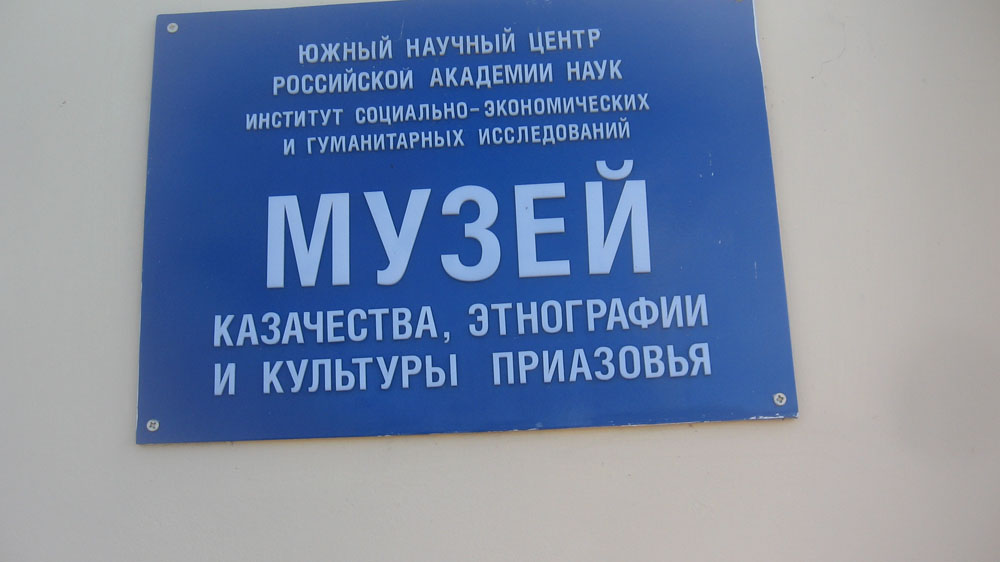 ЮЖНЫЙ НАУЧНЫЙ ЦЕНТР
РОССИЙСКОЙ АКАДЕМИИ НАУК
ИНСТИТУТ СОЦИАЛЬНО-ЭКОНОМИЧЕСКИХ
И ГУМАНИТАРНЫХ ИССЛЕДОВАНИЙ
МУЗЕЙ
КАЗАЧЕСТВА, ЭТНОГРАФИИ
И КУЛЬТУРЫ ПРИАЗОВЬЯ